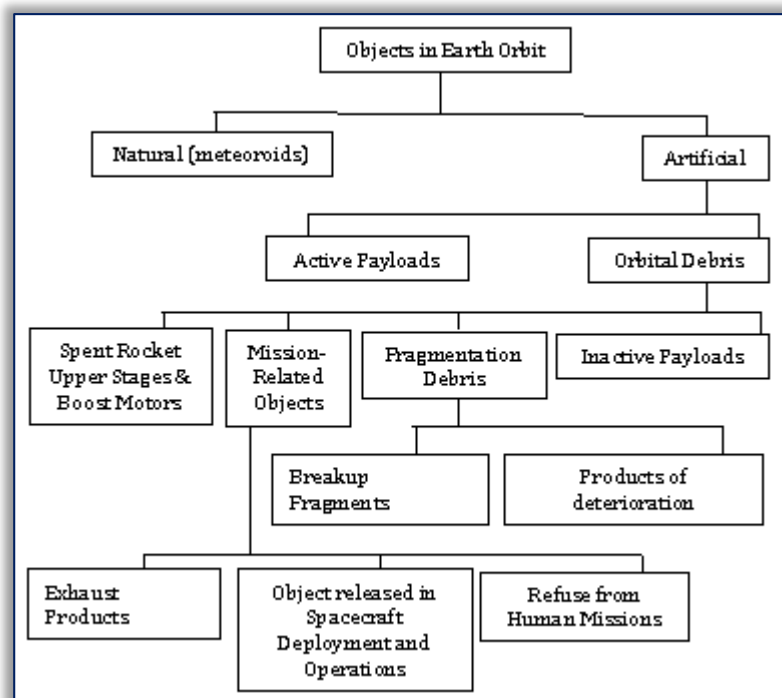 Objects in Earth Orbit
Natural (meteoroids)
Artificial
Active Payloads
Orbital Debris
Spent Rocket
Upper Stages &
Boost Motors
Mission-
Related
Objects
Fragmentation
Debris
Inactive Payloads
Breakup
Fragments
Products of
deterioration
Exhaust
Products
Object released in
Spacecraft
Deployment and
Operations
Refuse from
Human Missions